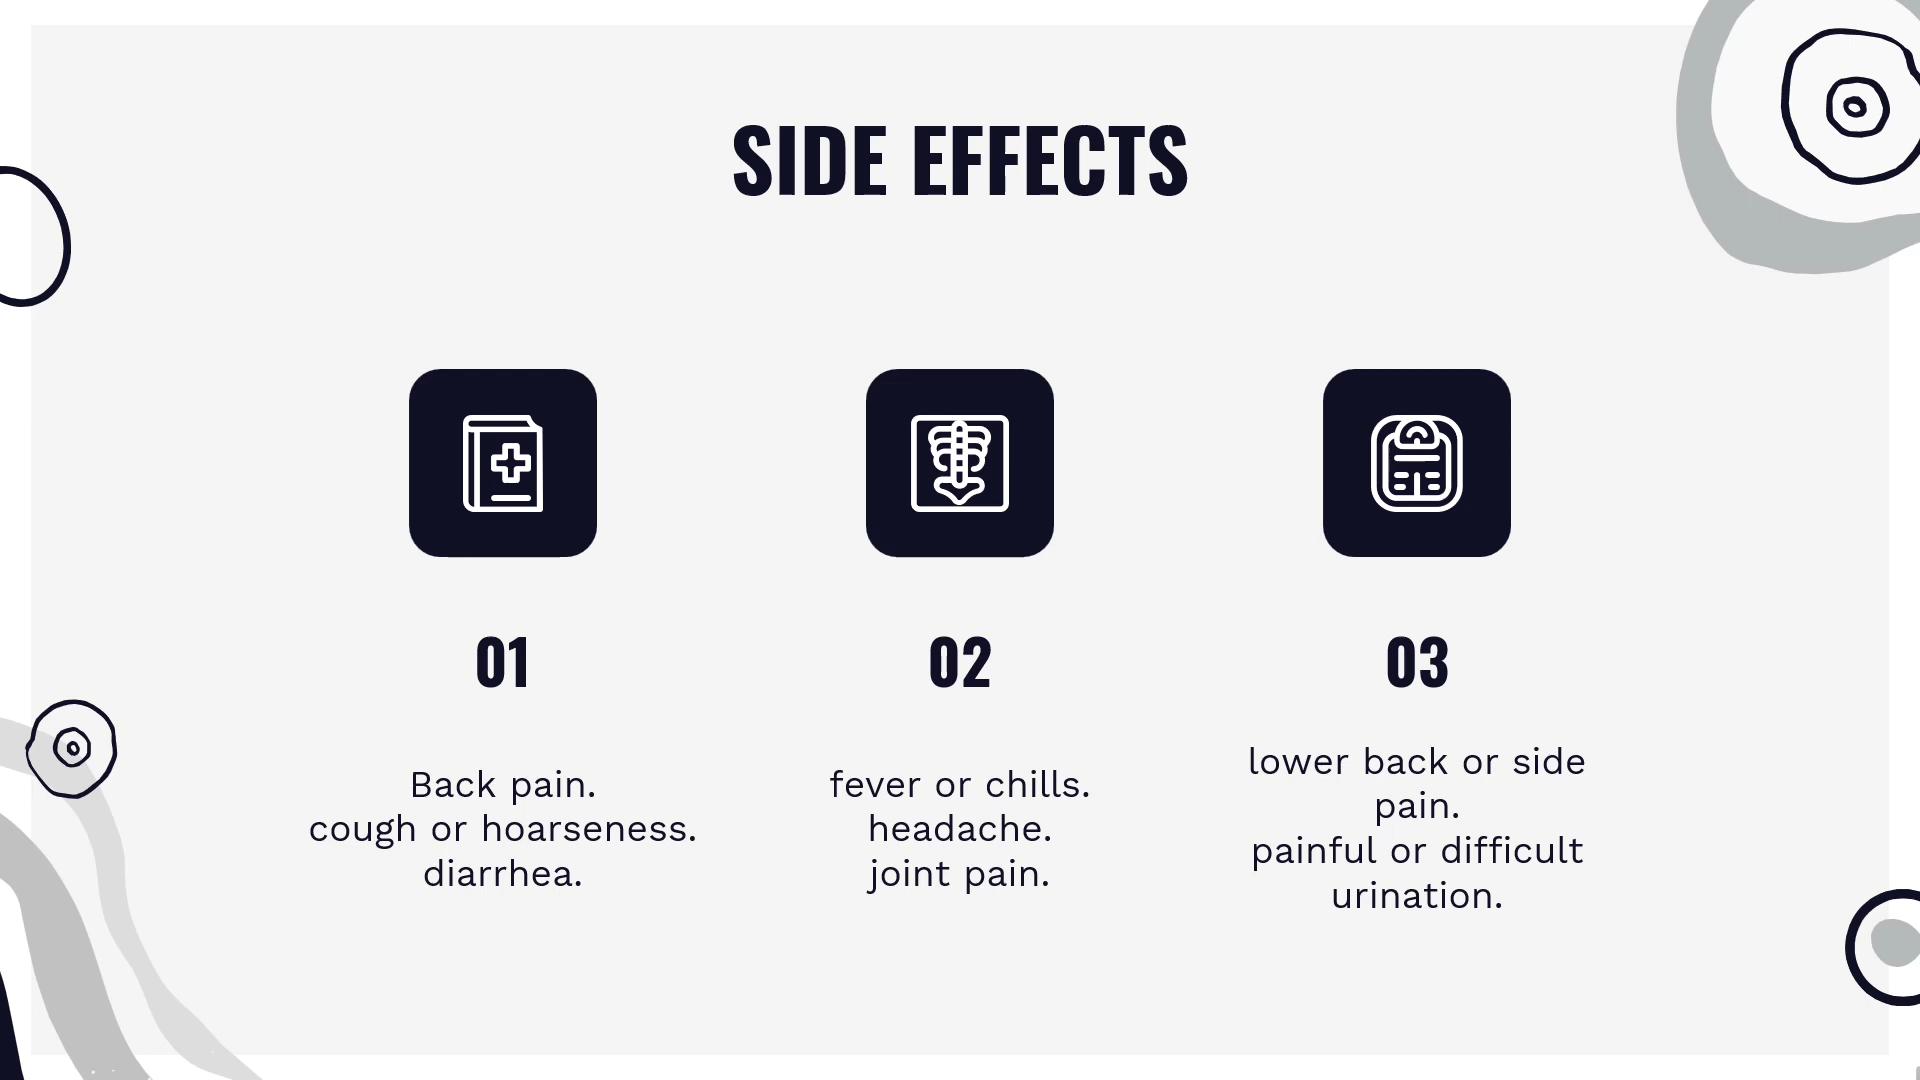 SIDE EFFECTS
01
Back pain.
cough or hoarseness.
diarrhea.
02
fever or chills.
headache.
joint pain.
03
lower back or side
pain.
painful or difficult
urination.